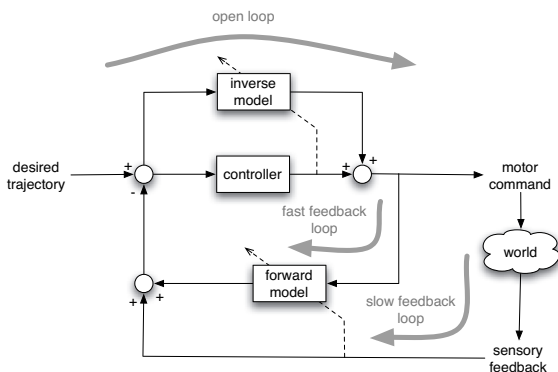 open loop
inverse
model
+
+
+
desired
trajectory
controller
motor
command
-
fast feedback
loop
world
forward
model
slow feedback
loop
+
+
sensory
feedback